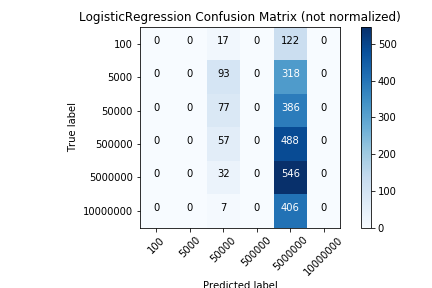 LogisticRegression Confusion Matrix (not normalized)
100 0 0 17 0 122 0
5000 0 0 93 0 318 0
50000 0 0 77 0 386 0
500000 0 0 57 0 488 0
5000000 0 0 32 0 546 0
10000000 0 0 7 0 406 0
True label
100 5000 50000 500000 5000000 10000000
Predicted label
500
400
300
200
100
0